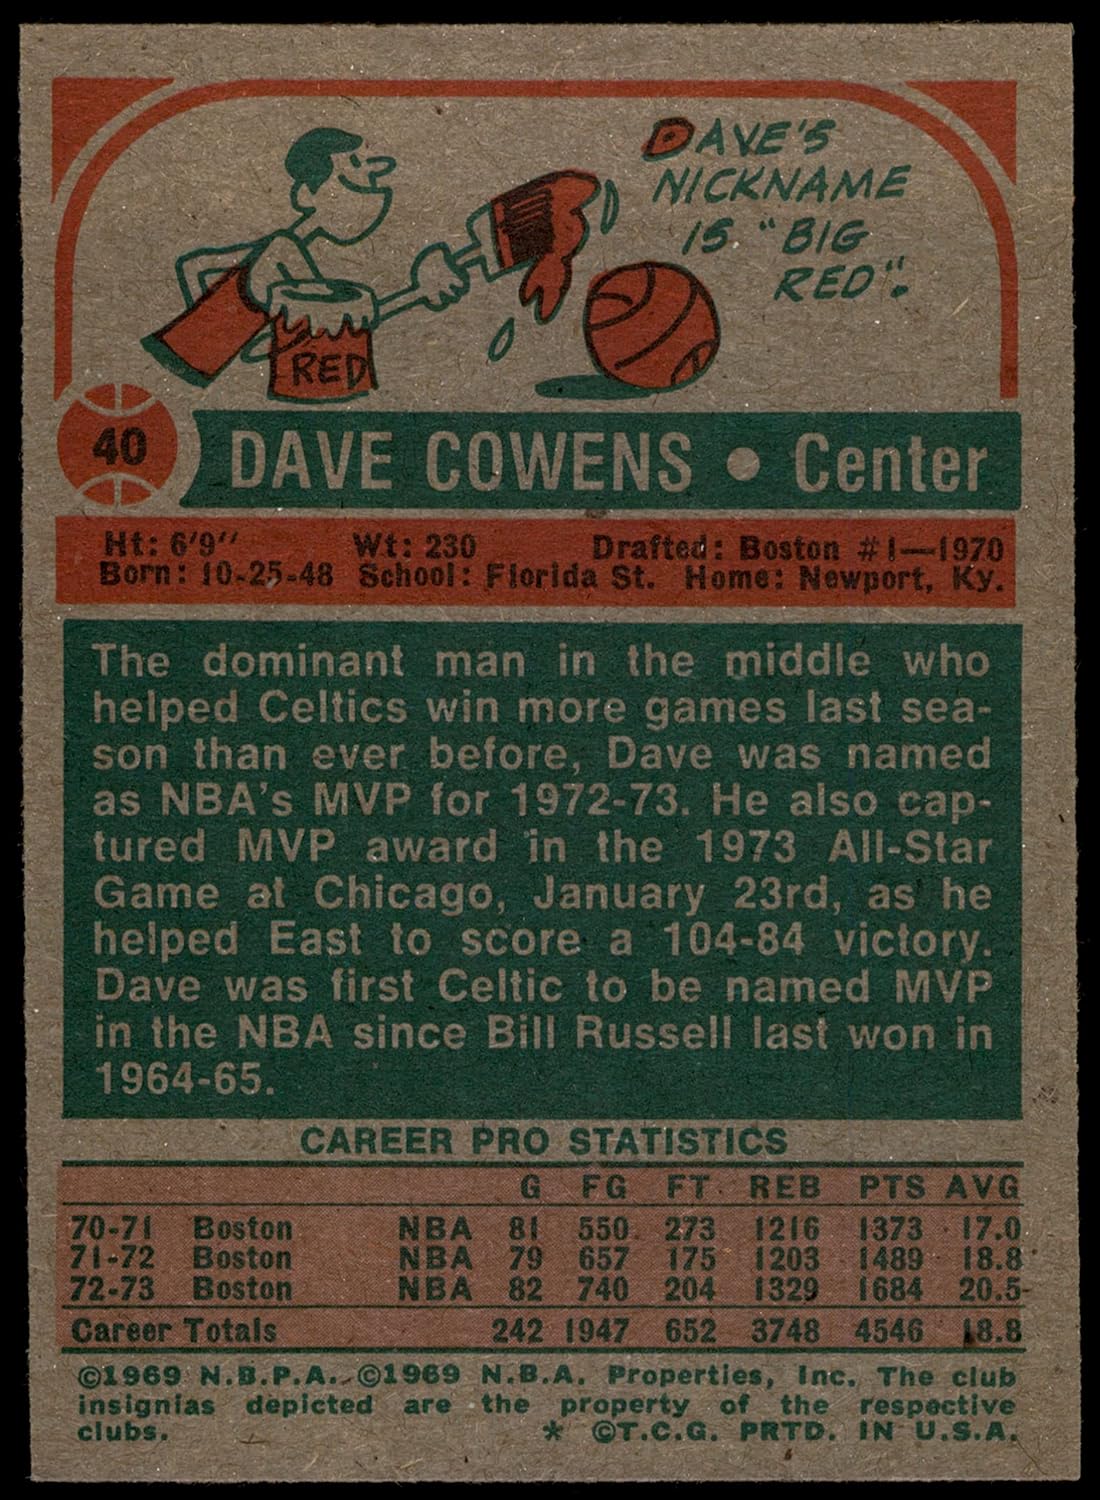 DAVE'S
NICKNAME
IS "BIG
RED".
RED
40
DAVE COWENS • Center
Ht: 6'9" Wt: 230 Drafted: Boston #1—1970
Born: 10-25-48 School: Florida St. Home: Newport, Ky.
The dominant man in the middle who
helped Celtics win more games last sea-
son than ever before, Dave was named
as NBA's MVP for 1972-73. He also cap-
tured MVP award in the 1973 All-Star
Game at Chicago, January 23rd, as he
helped East to score a 104-84 victory.
Dave was first Celtic to be named MVP
in the NBA since Bill Russell last won in
1964-65.
CAREER PRO STATISTICS
G FG FT REB PTS AVG
70-71 Boston NBA 81 550 273 1216 1373 17.0
71-72 Boston NBA 79 657 175 1203 1489 18.8
72-73 Boston NBA 82 740 204 1329 1684 20.5
Career Totals 242 1947 652 3748 4546 18.8
©1969 N.B.P.A. ©1969 N.B.A. Properties, Inc. The club
insignias depicted are the property of the respective
clubs. * ©T.C.G. PRTD. IN U.S.A.